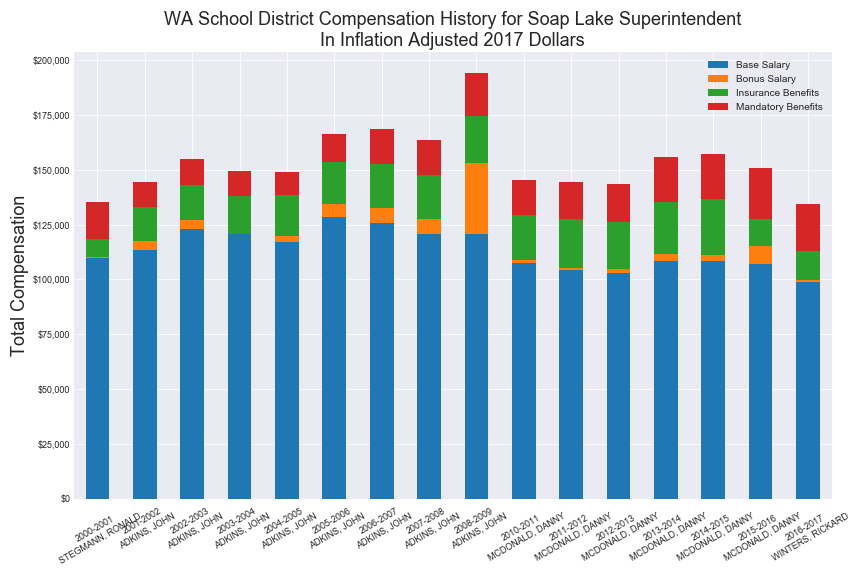 WA School District Compensation History for Soap Lake Superintendent
In Inflation Adjusted 2017 Dollars
Base Salary
Bonus Salary
Insurance Benefits
Mandatory Benefits
Total Compensation
$200,000
$175,000
$150,000
$125,000
$100,000
$75,000
$50,000
$25,000
$0
2000-2001
STEGMANN, RONALD
2001-2002
ADKINS, JOHN
2002-2003
ADKINS, JOHN
2003-2004
ADKINS, JOHN
2004-2005
ADKINS, JOHN
2005-2006
ADKINS, JOHN
2006-2007
ADKINS, JOHN
2007-2008
ADKINS, JOHN
2008-2009
ADKINS, JOHN
2010-2011
MCDONALD, DANNY
2011-2012
MCDONALD, DANNY
2012-2013
MCDONALD, DANNY
2013-2014
MCDONALD, DANNY
2014-2015
MCDONALD, DANNY
2015-2016
MCDONALD, DANNY
2016-2017
WINTERS, RICKARD